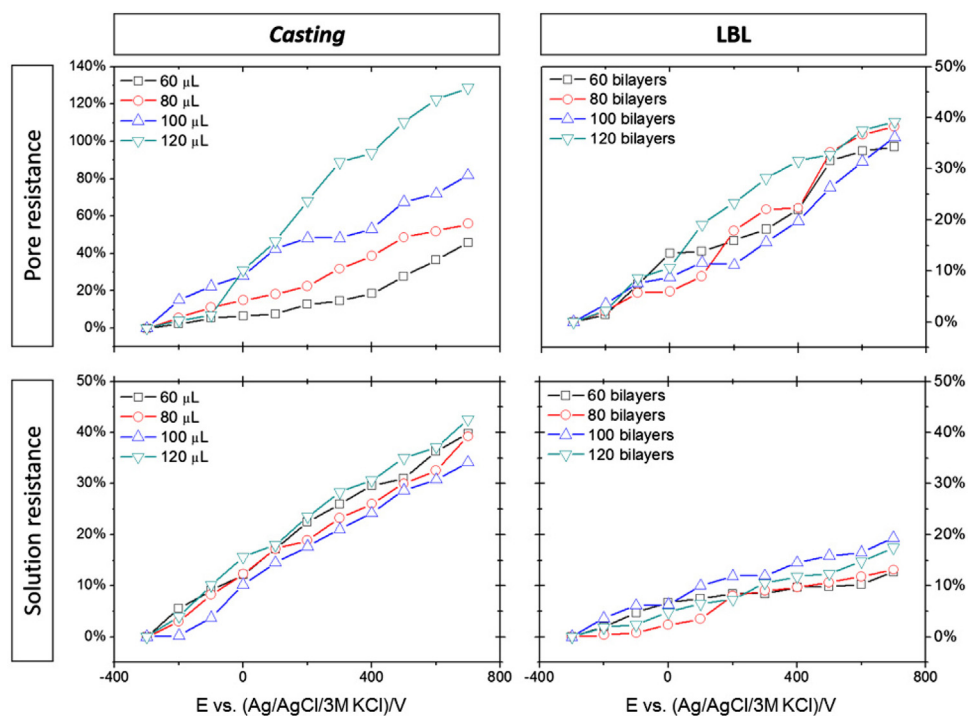 Casting
LBL
Pore resistance
140%
120%
100%
80%
60%
40%
20%
0%
60 µL
80 µL
100 µL
120 µL
60 bilayers
80 bilayers
100 bilayers
120 bilayers
50%
40%
30%
20%
10%
0%
Solution resistance
50%
40%
30%
20%
10%
0%
60 µL
80 µL
100 µL
120 µL
60 bilayers
80 bilayers
100 bilayers
120 bilayers
50%
40%
30%
20%
10%
0%
-400 0 400 800
-400 0 400 800
E vs. (Ag/AgCl/3M KCl)/V
E vs. (Ag/AgCl/3M KCl)/V